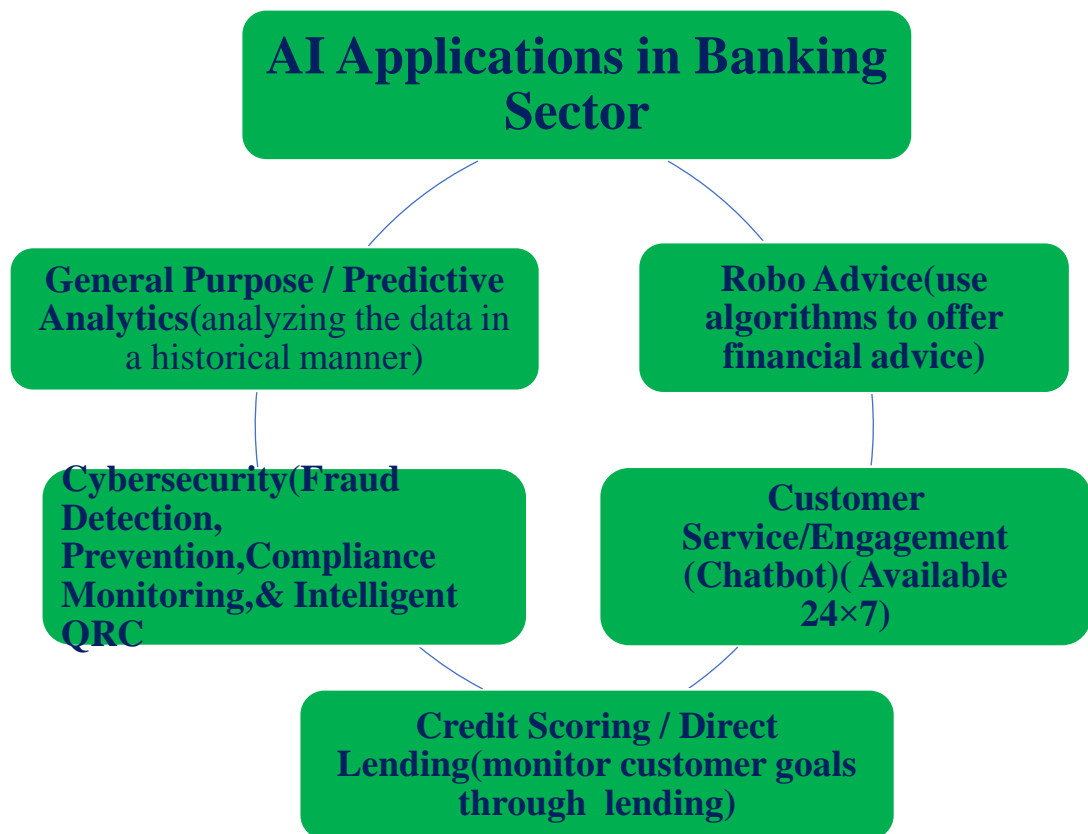 AI Applications in Banking
Sector
General Purpose / Predictive
Analytics(analyzing the data in
a historical manner)
Robo Advice(use
algorithms to offer
financial advice)
Cybersecurity(Fraud
Detection,
Prevention,Compliance
Monitoring,& Intelligent
QRC
Customer
Service/Engagement
(Chatbot)( Available
24×7)
Credit Scoring / Direct
Lending(monitor customer goals
through lending)